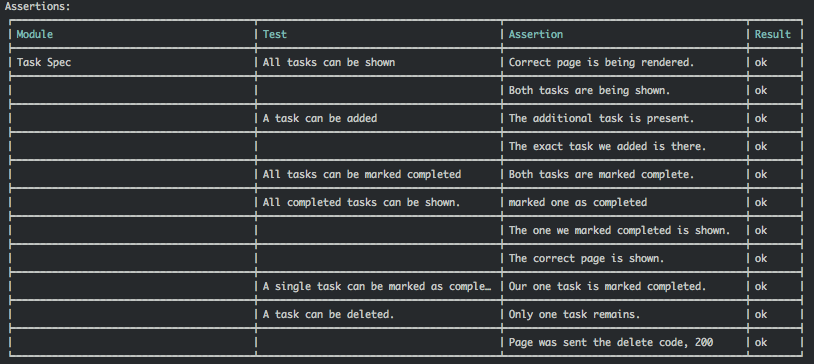 Assertions:
Module Test Assertion Result
Task Spec All tasks can be shown Correct page is being rendered. ok
Both tasks are being shown. ok
A task can be added The additional task is present. ok
The exact task we added is there. ok
All tasks can be marked completed Both tasks are marked complete. ok
All completed tasks can be shown. marked one as completed ok
The one we marked completed is shown. ok
The correct page is shown. ok
A single task can be marked as comple… Our one task is marked completed. ok
A task can be deleted. Only one task remains. ok
Page was sent the delete code, 200 ok